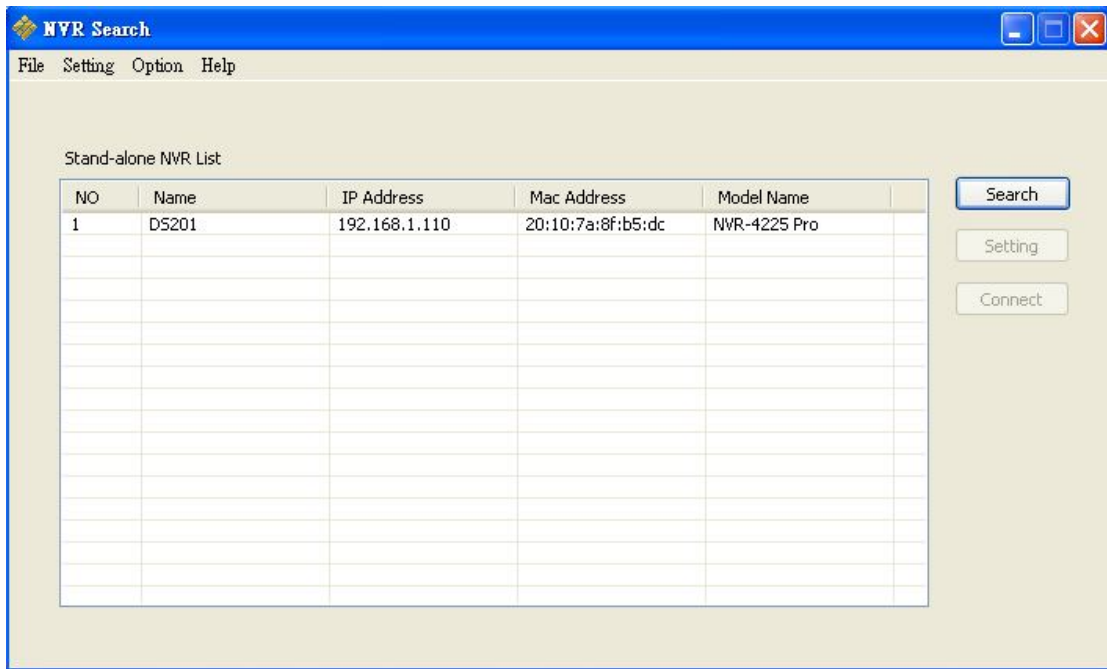 NVR Search
File Setting Option Help
Stand-alone NVR List
NO Name IP Address Mac Address Model Name
1 DS201 192.168.1.110 20:10:7a:8f:b5:dc NVR-4225 Pro
Search
Setting
Connect